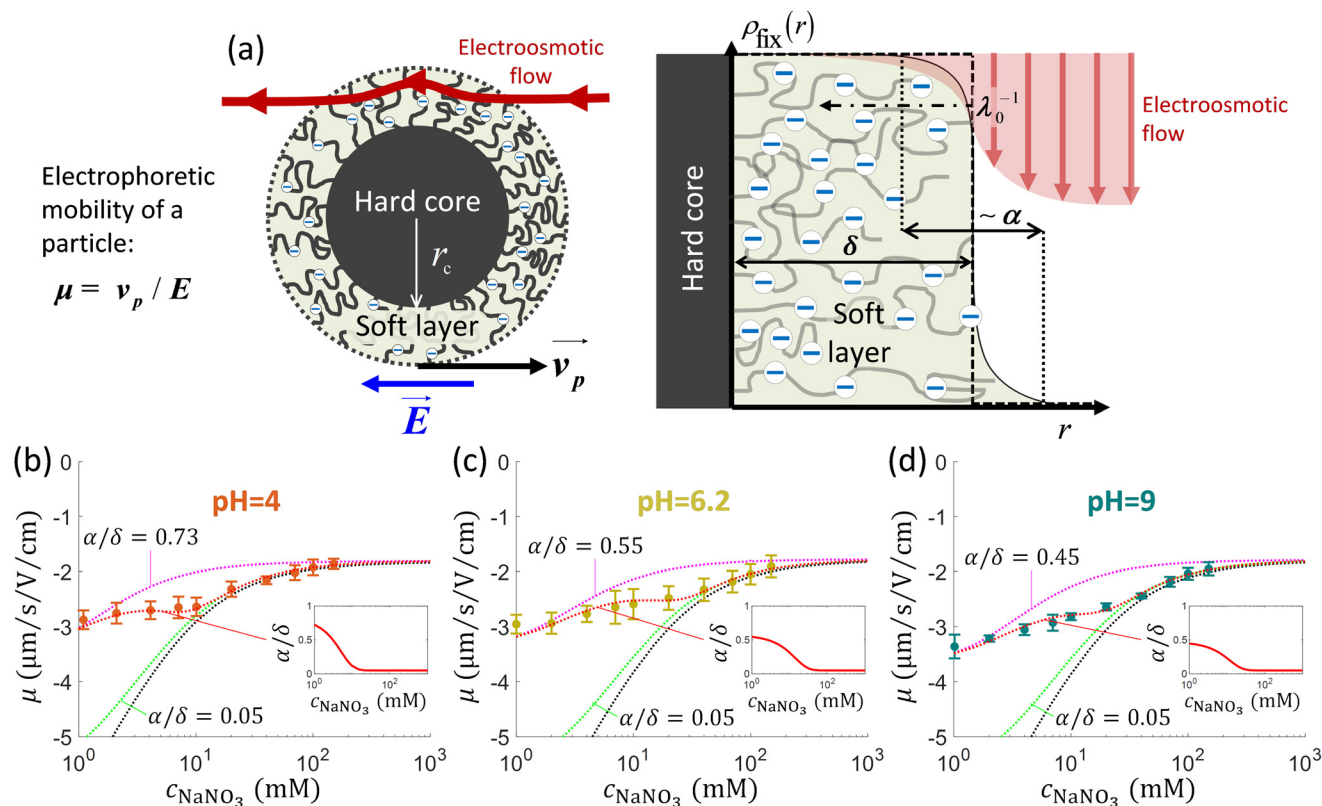 (a)
Electroosmotic
flow
Electrophoretic
mobility of a
particle:
μ = v_p / E
Hard core
r_c
Soft layer
v_p
E
ρ_fix(r)
Hard core
λ_0^{-1}
Electroosmotic
flow
~ α
δ
Soft
layer
r
(b)
pH=4
α/δ = 0.73
α/δ = 0.05
μ (μm/s/V/cm)
0
-1
-2
-3
-4
-5
10^0
10^1
10^2
10^3
c_NaNO₃ (mM)
α/δ
1
0.5
0
10^0
10^2
c_NaNO₃ (mM)
(c)
pH=6.2
α/δ = 0.55
α/δ = 0.05
μ (μm/s/V/cm)
0
-1
-2
-3
-4
-5
10^0
10^1
10^2
10^3
c_NaNO₃ (mM)
α/δ
1
0.5
0
10^0
10^2
c_NaNO₃ (mM)
(d)
pH=9
α/δ = 0.45
α/δ = 0.05
μ (μm/s/V/cm)
0
-1
-2
-3
-4
-5
10^0
10^1
10^2
10^3
c_NaNO₃ (mM)
α/δ
1
0.5
0
10^0
10^2
c_NaNO₃ (mM)